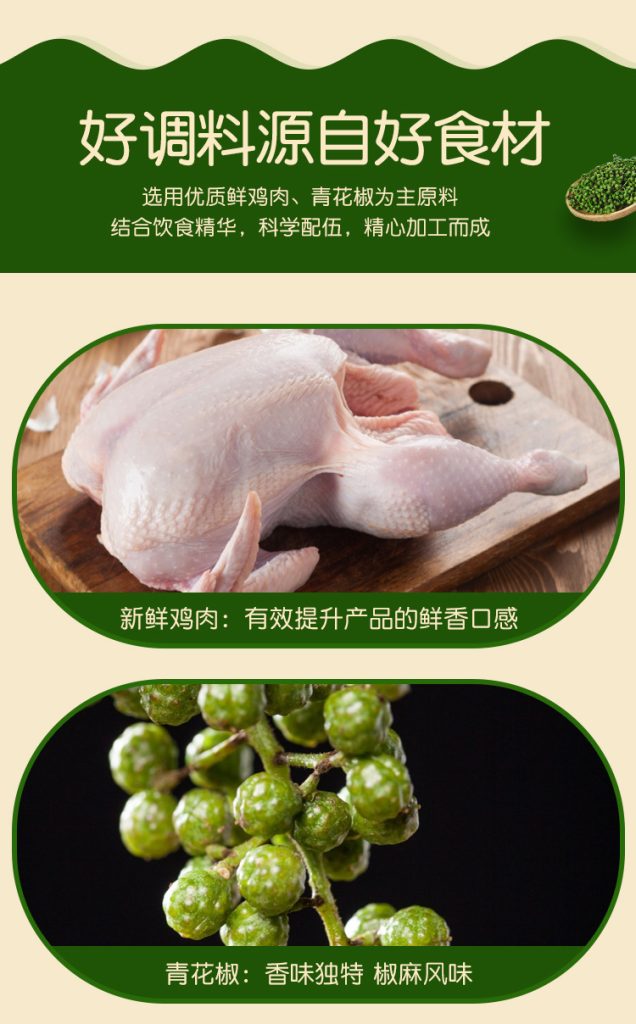 好调料源自好食材
选用优质鲜鸡肉、青花椒为主原料
结合饮食精华，科学配伍，精心加工而成
新鲜鸡肉：有效提升产品的鲜香口感
青花椒：香味独特 椒麻风味